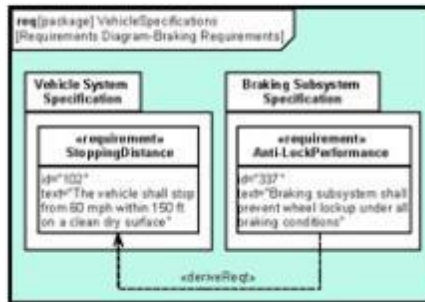 req[package] VehicleSpecifications
[Requirements Diagram-Braking Requirements]
Vehicle System
Specification
Braking Subsystem
Specification
«requirement»
StoppingDistance
id="102"
text="The vehicle shall stop
from 60 mph within 150 ft
on a clean dry surface"
«requirement»
Anti-LockPerformance
id="337"
text="Braking subsystem shall
prevent wheel lockup under all
braking conditions"
«deriveReqt»